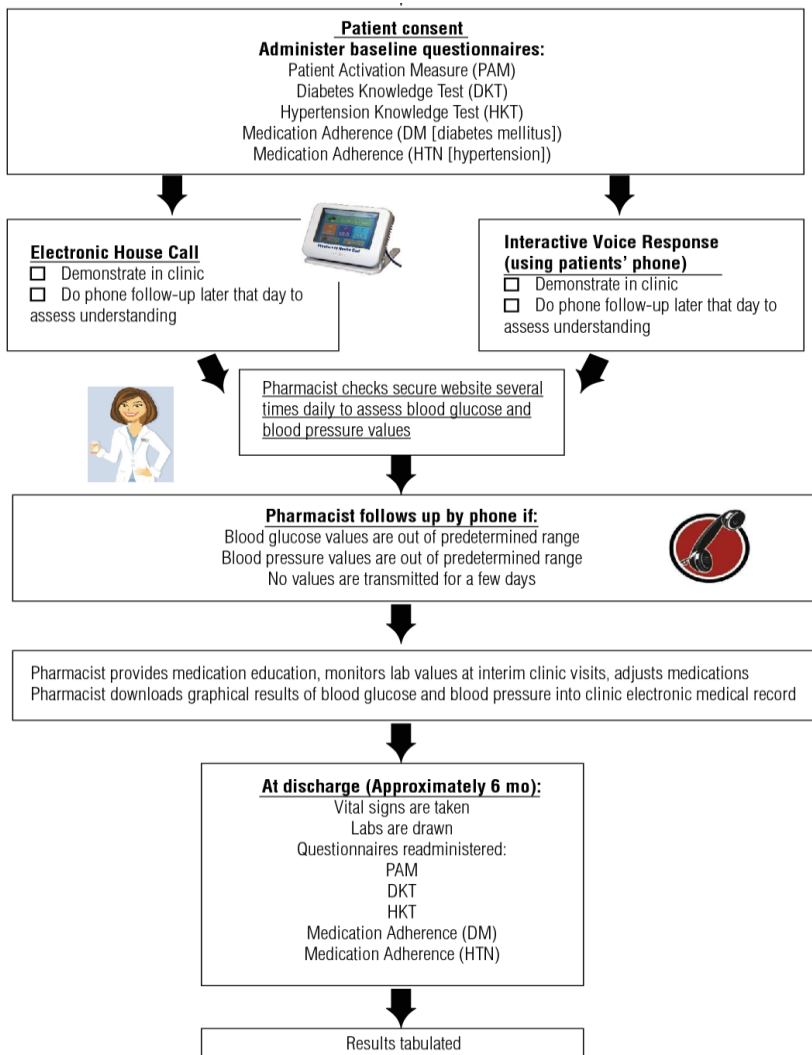 Patient consent
Administer baseline questionnaires:
Patient Activation Measure (PAM)
Diabetes Knowledge Test (DKT)
Hypertension Knowledge Test (HKT)
Medication Adherence (DM [diabetes mellitus])
Medication Adherence (HTN [hypertension])
Electronic House Call
Demonstrate in clinic
Do phone follow-up later that day to
assess understanding
Interactive Voice Response
(using patients' phone)
Demonstrate in clinic
Do phone follow-up later that day to
assess understanding
Pharmacist checks secure website several
times daily to assess blood glucose and
blood pressure values
Pharmacist follows up by phone if:
Blood glucose values are out of predetermined range
Blood pressure values are out of predetermined range
No values are transmitted for a few days
Pharmacist provides medication education, monitors lab values at interim clinic visits, adjusts medications
Pharmacist downloads graphical results of blood glucose and blood pressure into clinic electronic medical record
At discharge (Approximately 6 mo):
Vital signs are taken
Labs are drawn
Questionnaires readministered:
PAM
DKT
HKT
Medication Adherence (DM)
Medication Adherence (HTN)
Results tabulated